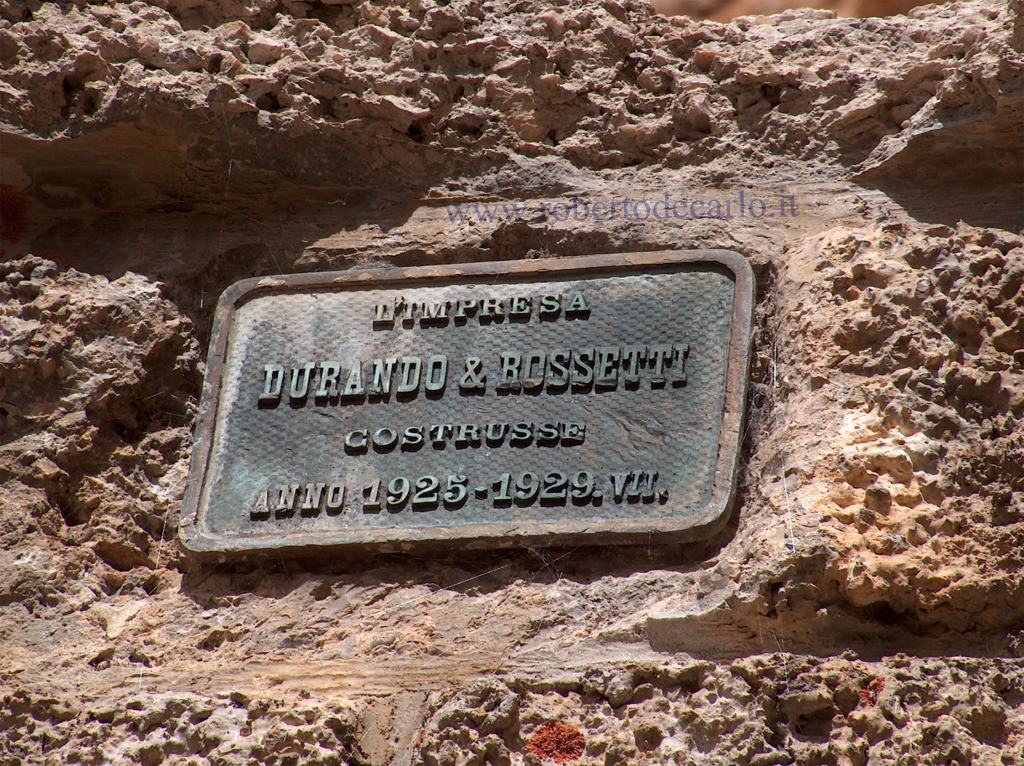 www.robertodecarlo.it
L'IMPRESA
DURANDO & ROSSETTI
COSTRUSSE
ANNO 1925-1929. VII.